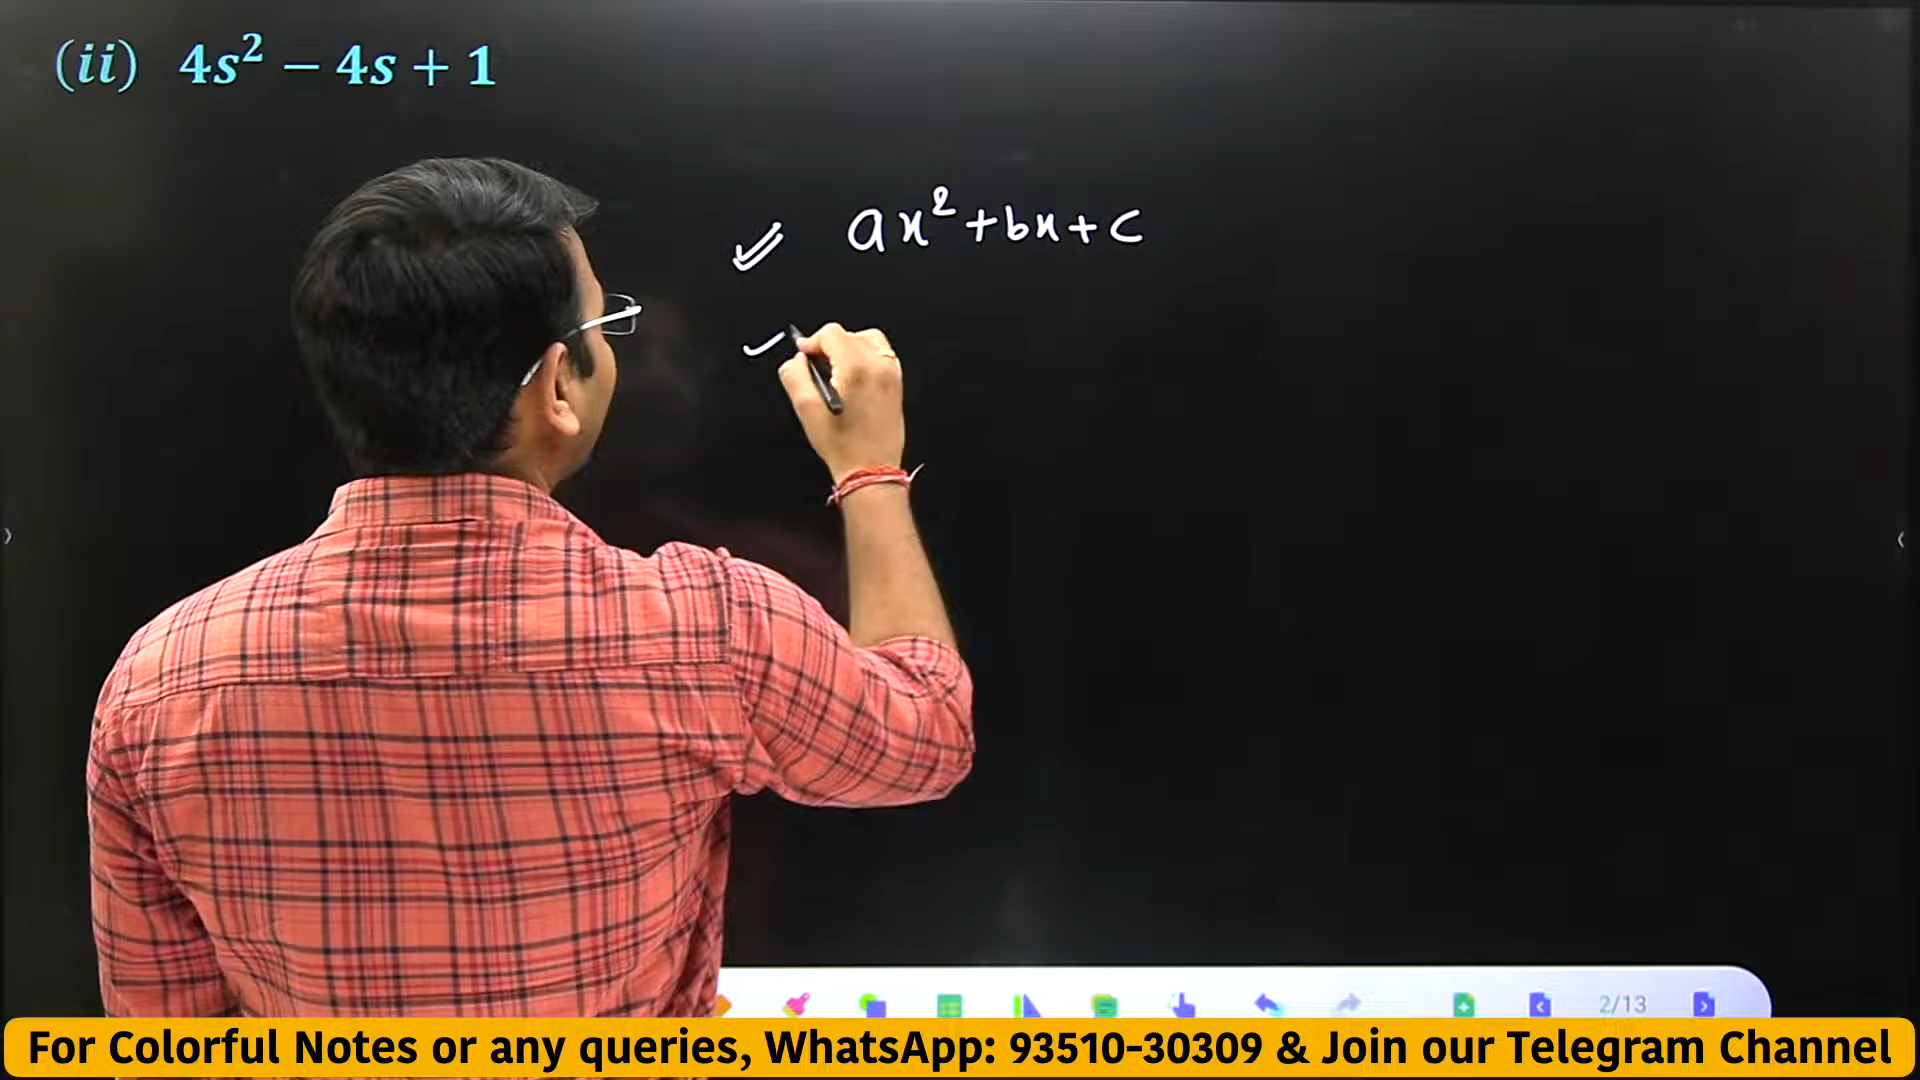 (ii) 4s² − 4s + 1
ax² + bx + c
2/13
For Colorful Notes or any queries, WhatsApp: 93510-30309 & Join our Telegram Channel